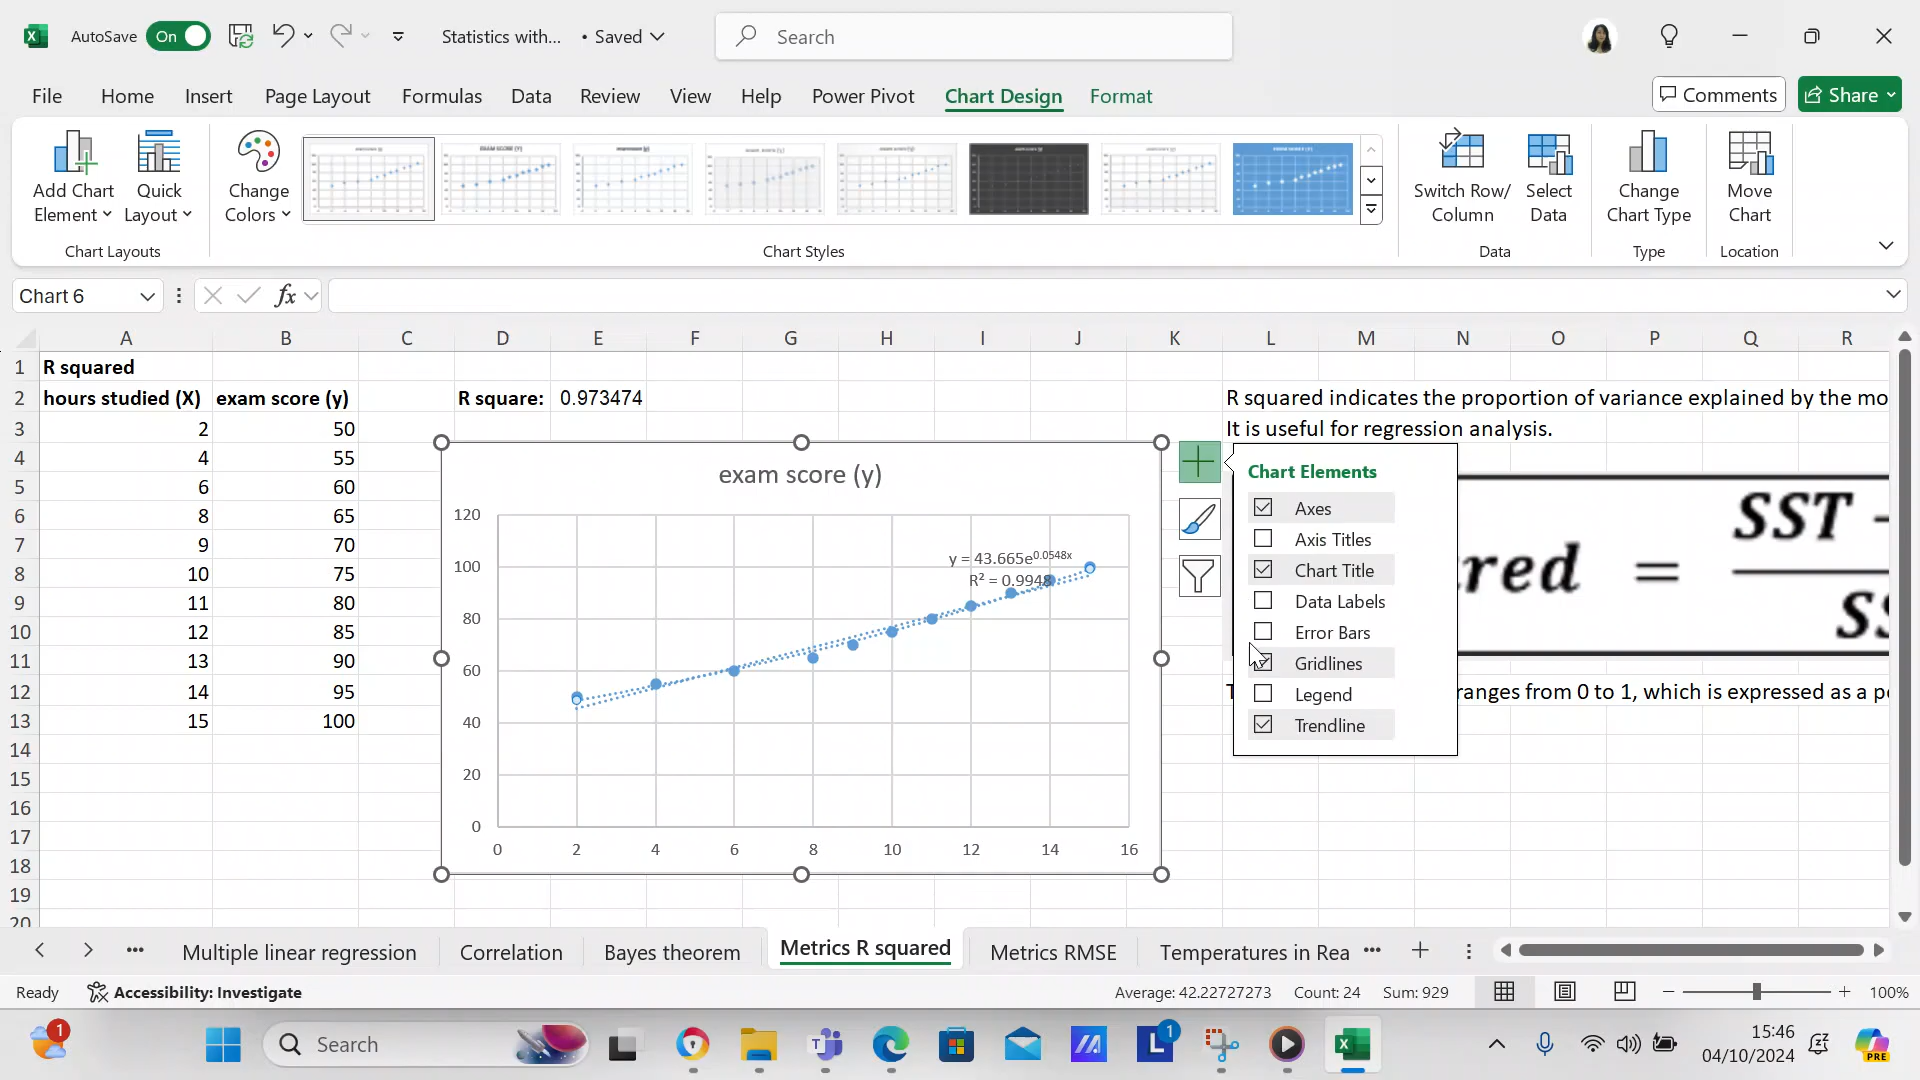 AutoSave On Statistics with... • Saved Search
File Home Insert Page Layout Formulas Data Review View Help Power Pivot Chart Design Format Comments Share
Add Chart Element Quick Layout Change Colors Switch Row/ Column Select Data Change Chart Type Move Chart
Chart Layouts Chart Styles Data Type Location
Chart 6 fx
A B C D E F G H I J K L M N O P Q R
1 R squared
2 hours studied (X) exam score (y) R square: 0.973474 R squared indicates the proportion of variance explained by the mo
3 2 50 It is useful for regression analysis.
4 4 55
5 6 60
6 8 65
7 9 70
8 10 75
9 11 80
10 12 85
11 13 90
12 14 95 ranges from 0 to 1, which is expressed as a pe
13 15 100
14
15
16
17
18
19
20
exam score (y)
120
100
80
60
40
20
0
0 2 4 6 8 10 12 14 16
y = 43.665e^0.0548x
R² = 0.9948
Chart Elements
Axes
Axis Titles
Chart Title
Data Labels
Error Bars
Gridlines
Legend
Trendline
SST -
red =
Multiple linear regression Correlation Bayes theorem Metrics R squared Metrics RMSE Temperatures in Rea
Ready Accessibility: Investigate Average: 42.22727273 Count: 24 Sum: 929 100%
1 Search 1 15:46
04/10/2024 PRE